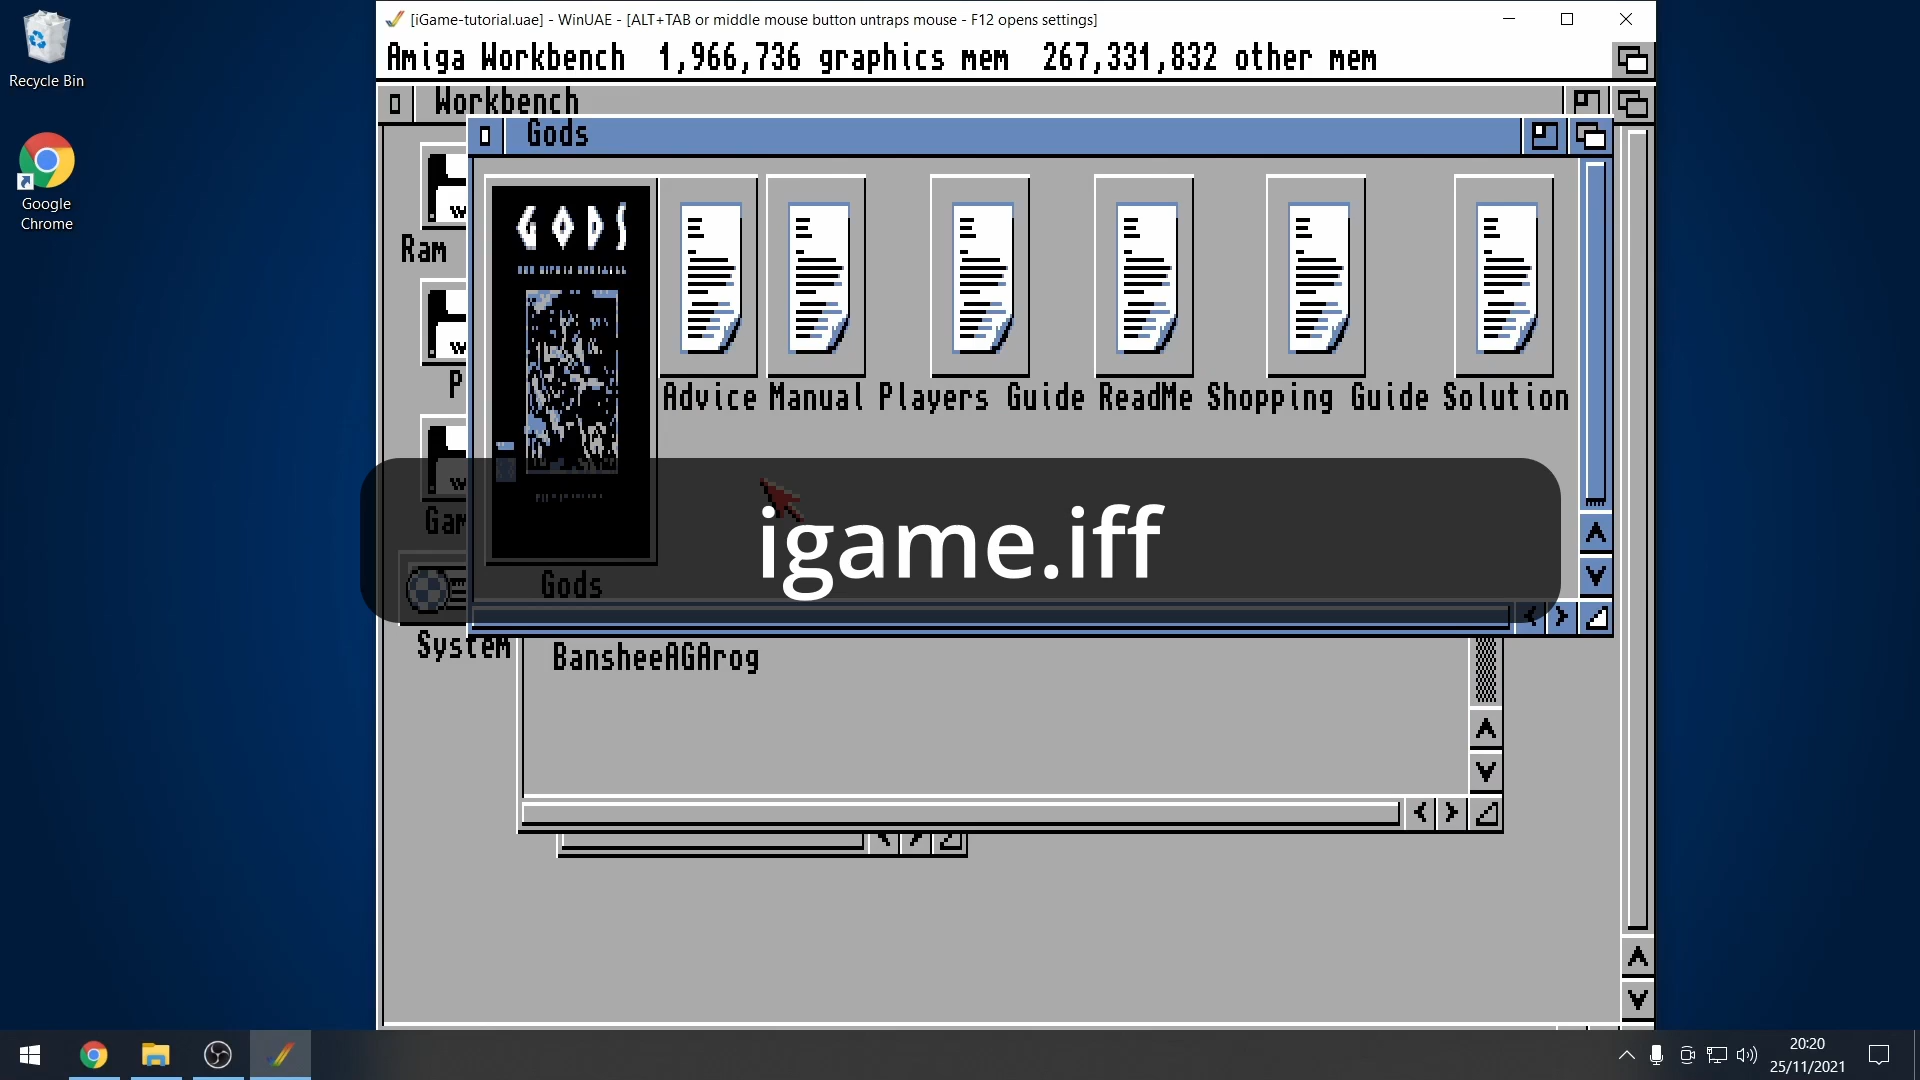 [iGame-tutorial.uae] - WinUAE - [ALT+TAB or middle mouse button untraps mouse - F12 opens settings]
Amiga Workbench 1,966,736 graphics mem 267,331,832 other mem
Workbench
Gods
Recycle Bin
Google
Chrome
Ram
GODS
Advice
Manual
Players Guide
ReadMe
Shopping Guide
Solution
P
Gam
igame.iff
Gods
System
BansheeAGArog
20:20
25/11/2021